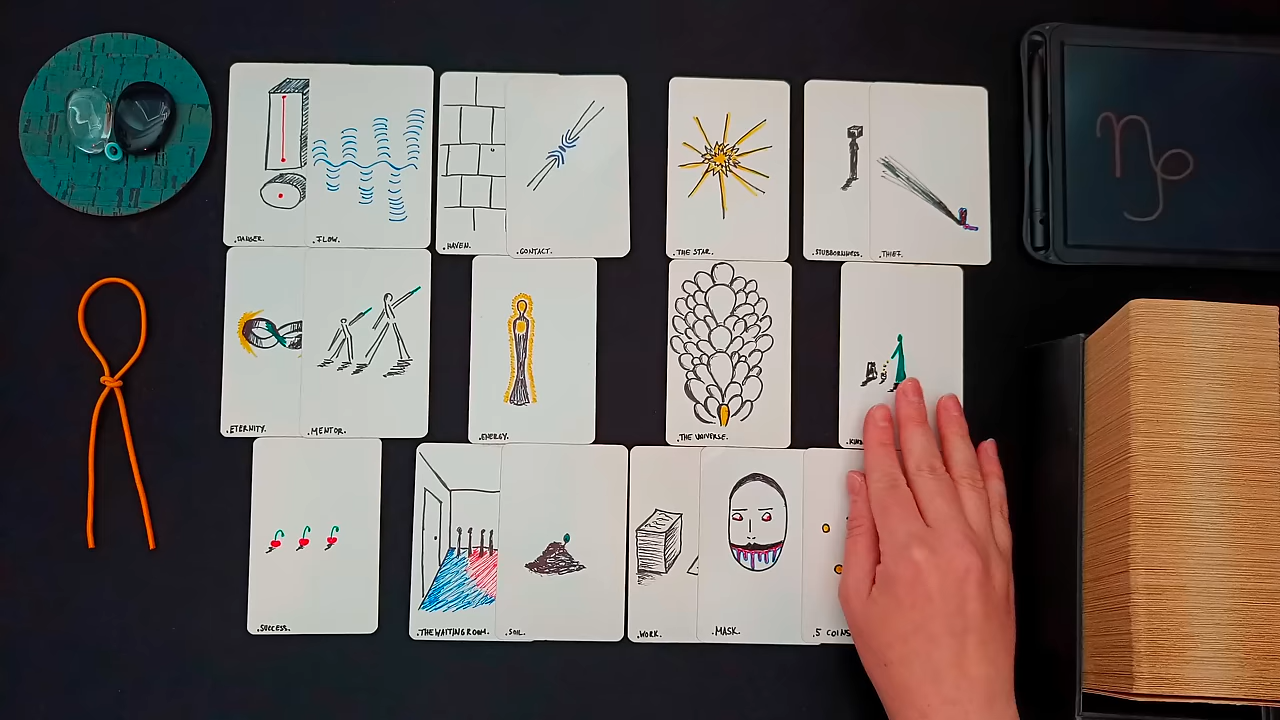 .DANGER.
.FLOW.
.HAVEN.
.CONTACT.
.THE STAR.
.STUBBORNNESS.
.THIEF.
.ETERNITY.
.MENTOR.
.ENERGY.
.THE UNIVERSE.
.SUCCESS.
.THE WAITING ROOM.
.SOIL.
.WORK.
.MASK.
.5 COINS